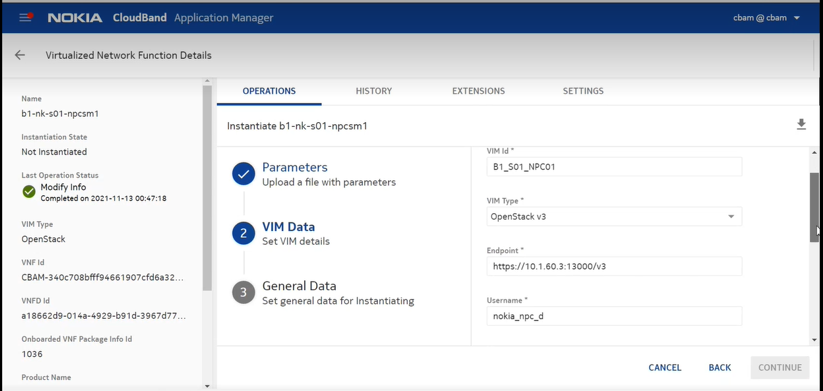 NOKIA CloudBand Application Manager
cbam @ cbam
Virtualized Network Function Details
Name
b1-nk-s01-npcsm1
Instantiation State
Not Instantiated
Last Operation Status
Modify Info
Completed on 2021-11-13 00:47:18
VIM Type
OpenStack
VNF Id
CBAM-340c708bfff94661907cfd6a32...
VNFD Id
a18662d9-014a-4929-b91d-3967d77...
Onboarded VNF Package Info Id
1036
Product Name
OPERATIONS
HISTORY
EXTENSIONS
SETTINGS
Instantiate b1-nk-s01-npcsm1
Parameters
Upload a file with parameters
2
VIM Data
Set VIM details
3
General Data
Set general data for Instantiating
VIM Id *
B1_S01_NPC01
VIM Type *
OpenStack v3
Endpoint *
https://10.1.60.3:13000/v3
Username *
nokia_npc_d
CANCEL
BACK
CONTINUE